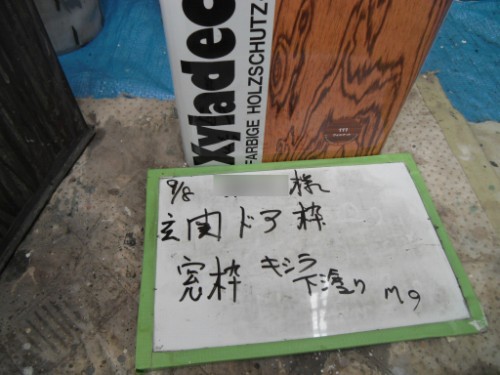 xyladec
FARBIGE HOLZSCHUTZ
9/8 様
玄関ドア枠
窓枠 キシラ
下塗り M9